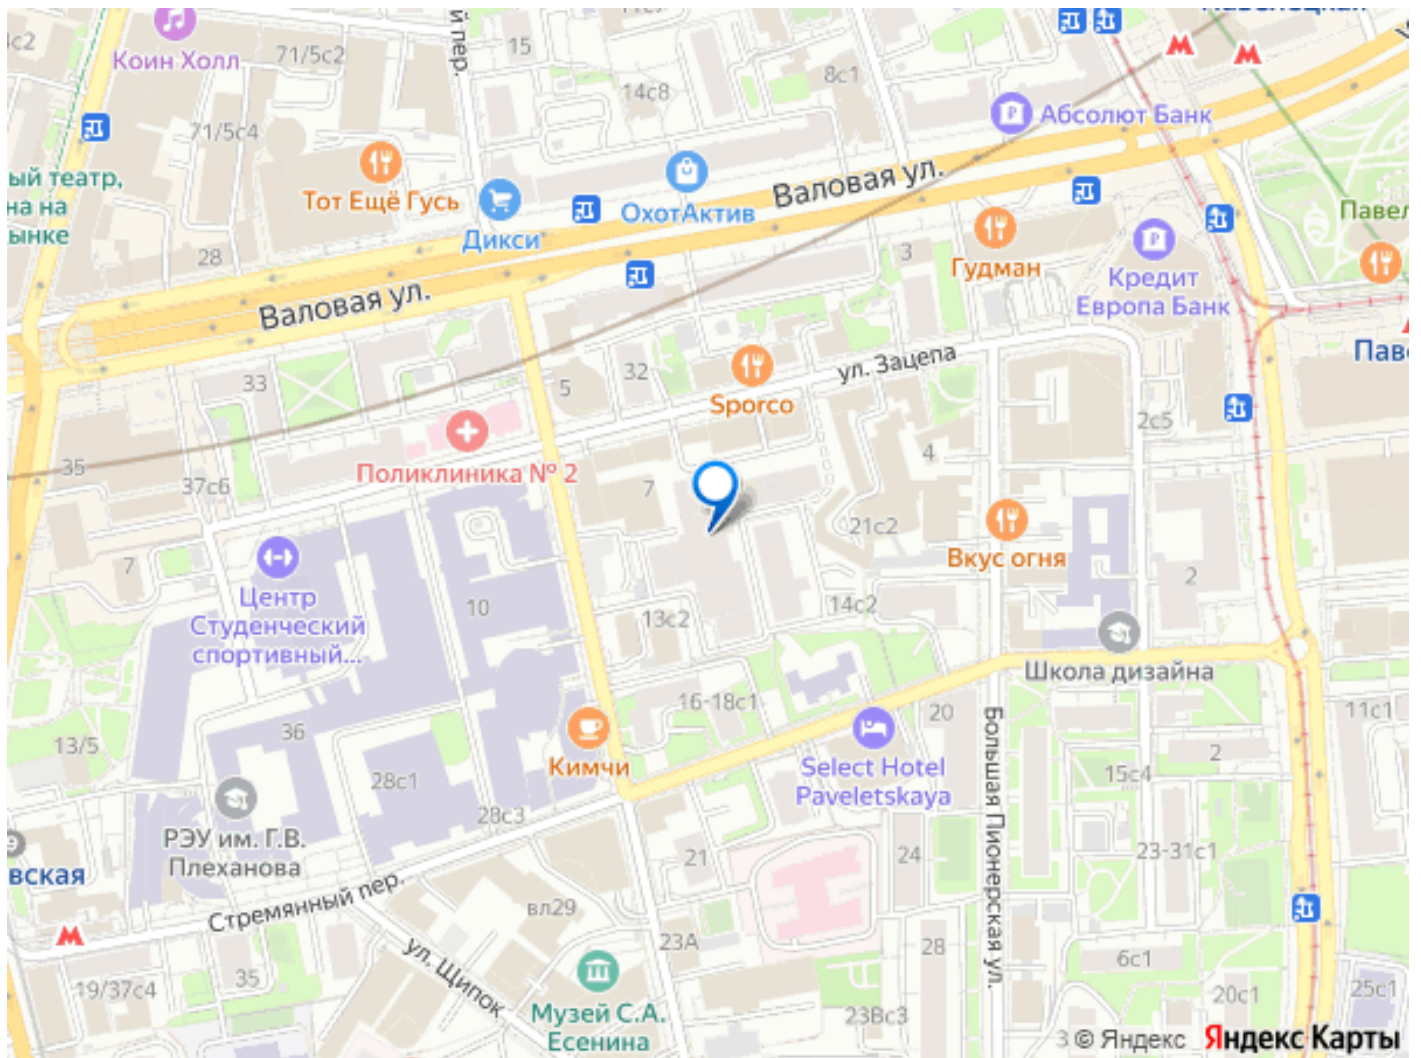 Коин Холл
71/5с2
й пер.
15
8с1
14с8
Абсолют Банк
71/5с4
ый театр,
на на
ынке
Тот Ещё Гусь
Дикси
ОхотАктив
Валовая ул.
Павел
28
3
Гудман
Кредит
Европа Банк
Валовая ул.
33
5
32
Sporco
ул. Зацепа
Паве
2с5
4
35
37с6
Поликлиника № 2
7
21с2
Вкус огня
7
Центр
Студенческий
спортивный...
10
13с2
14с2
2
Школа дизайна
16-18с1
20
11с1
13/5
36
28с1
Кимчи
Select Hotel
Paveletskaya
Большая Пионерская ул.
2
15с4
28с3
РЭУ им. Г.В.
Плеханова
вская
21
24
23-31с1
Стремянный пер.
вл29
23А
28
6с1
ул. Щипок
35
19/37с4
Музей С.А.
Есенина
23Вс3
20с1
25с1
3
© Яндекс Яндекс Карты